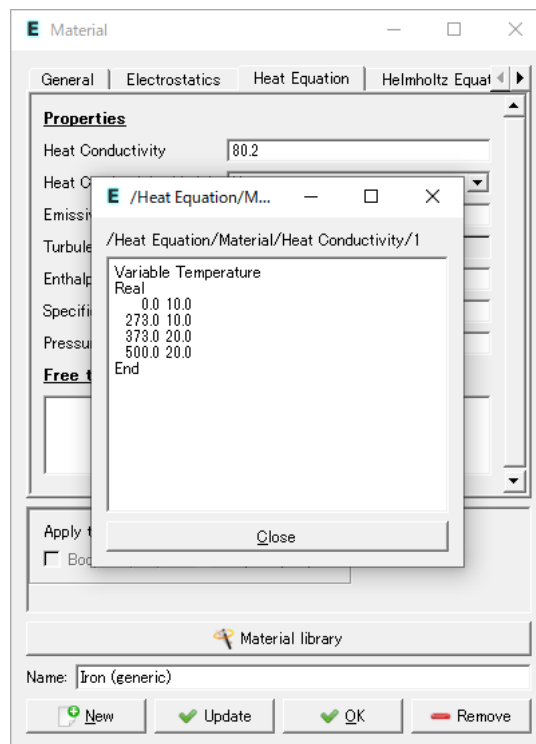 Material
General
Electrostatics
Heat Equation
Helmholtz Equat
Properties
Heat Conductivity
80.2
Heat C
/Heat Equation/M...
Emissi
Turbule
Enthalp
Specifi
Pressu
Free t
/Heat Equation/Material/Heat Conductivity/1
Variable Temperature
Real
0.0 10.0
273.0 10.0
373.0 20.0
500.0 20.0
End
Close
Apply t
Boo
Material library
Name: Iron (generic)
New
Update
OK
Remove